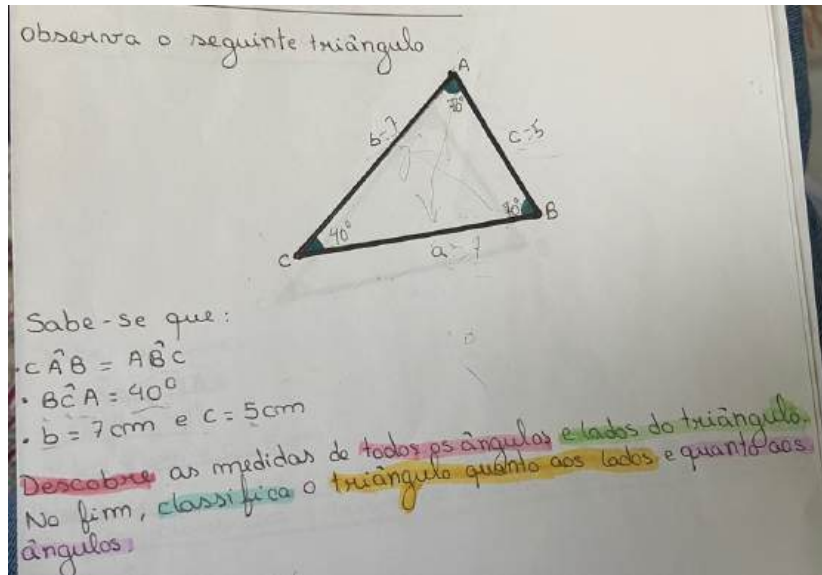 Observa o seguinte triângulo
A
70°
b=7
c=5
40°
70°
B
C
a=7
Sabe-se que:
• CÂB = AB̂C
• BĈA = 40°
• b = 7 cm e c = 5 cm
Descobre as medidas de todos os ângulos e lados do triângulo.
No fim, classifica o triângulo quanto aos lados e quanto aos
ângulos.